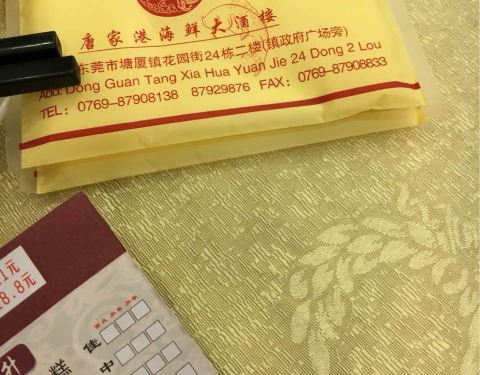 唐家港海鲜大酒楼
东莞市塘厦镇花园街24栋二楼(镇政府广场旁)
Add: Dong Guan Tang Xia Hua Yuan Jie 24 Dong 2 Lou
TEL: 0769-87908138 87929876 FAX: 0769-87908833
1元
8.8元
升
糕
佳
中